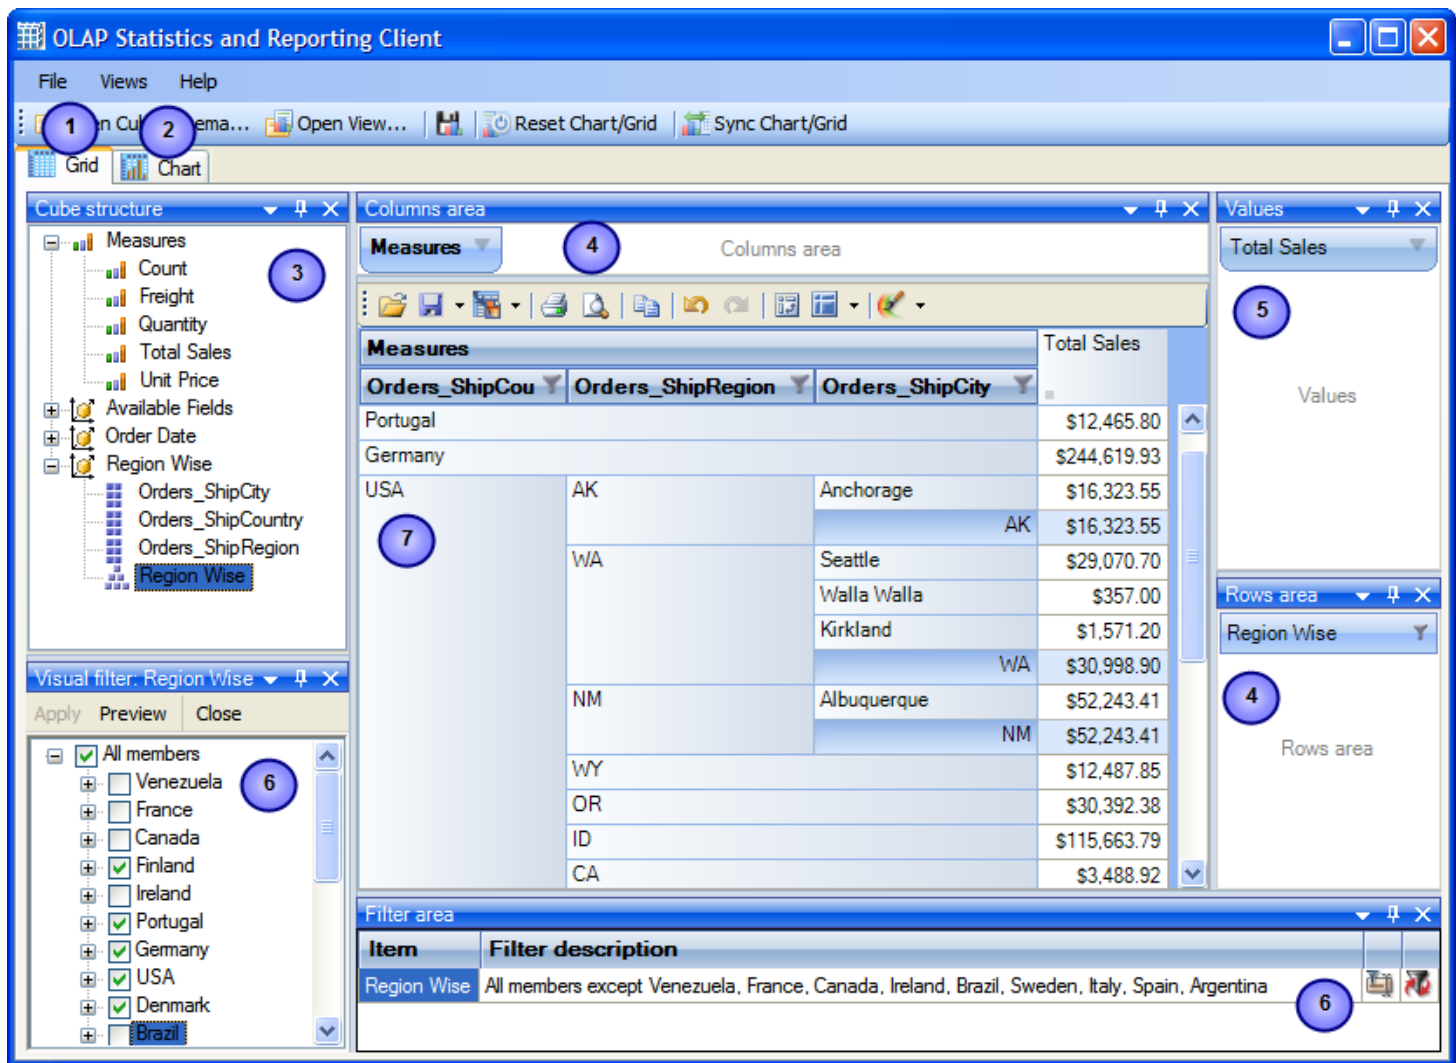 OLAP Statistics and Reporting Client
File Views Help
1 2 Open View... Reset Chart/Grid Sync Chart/Grid
Grid Chart
Cube structure
Measures
Count
3
Freight
Quantity
Total Sales
Unit Price
Available Fields
Order Date
Region Wise
Orders_ShipCity
Orders_ShipCountry
Orders_ShipRegion
Region Wise
Visual filter: Region Wise
Apply Preview Close
All members
Venezuela
6
France
Canada
Finland
Ireland
Portugal
Germany
USA
Denmark
Brazil
Columns area
Measures 4 Columns area
Measures Total Sales
Orders_ShipCou Orders_ShipRegion Orders_ShipCity
Portugal $12,465.80
Germany $244,619.93
USA AK Anchorage $16,323.55
7 AK $16,323.55
WA Seattle $29,070.70
Walla Walla $357.00
Kirkland $1,571.20
WA $30,998.90
NM Albuquerque $52,243.41
NM $52,243.41
WY $12,487.85
OR $30,392.38
ID $115,663.79
CA $3,488.92
Values
Total Sales
5
Values
Rows area
Region Wise
4
Rows area
Filter area
Item Filter description
Region Wise All members except Venezuela, France, Canada, Ireland, Brazil, Sweden, Italy, Spain, Argentina
6